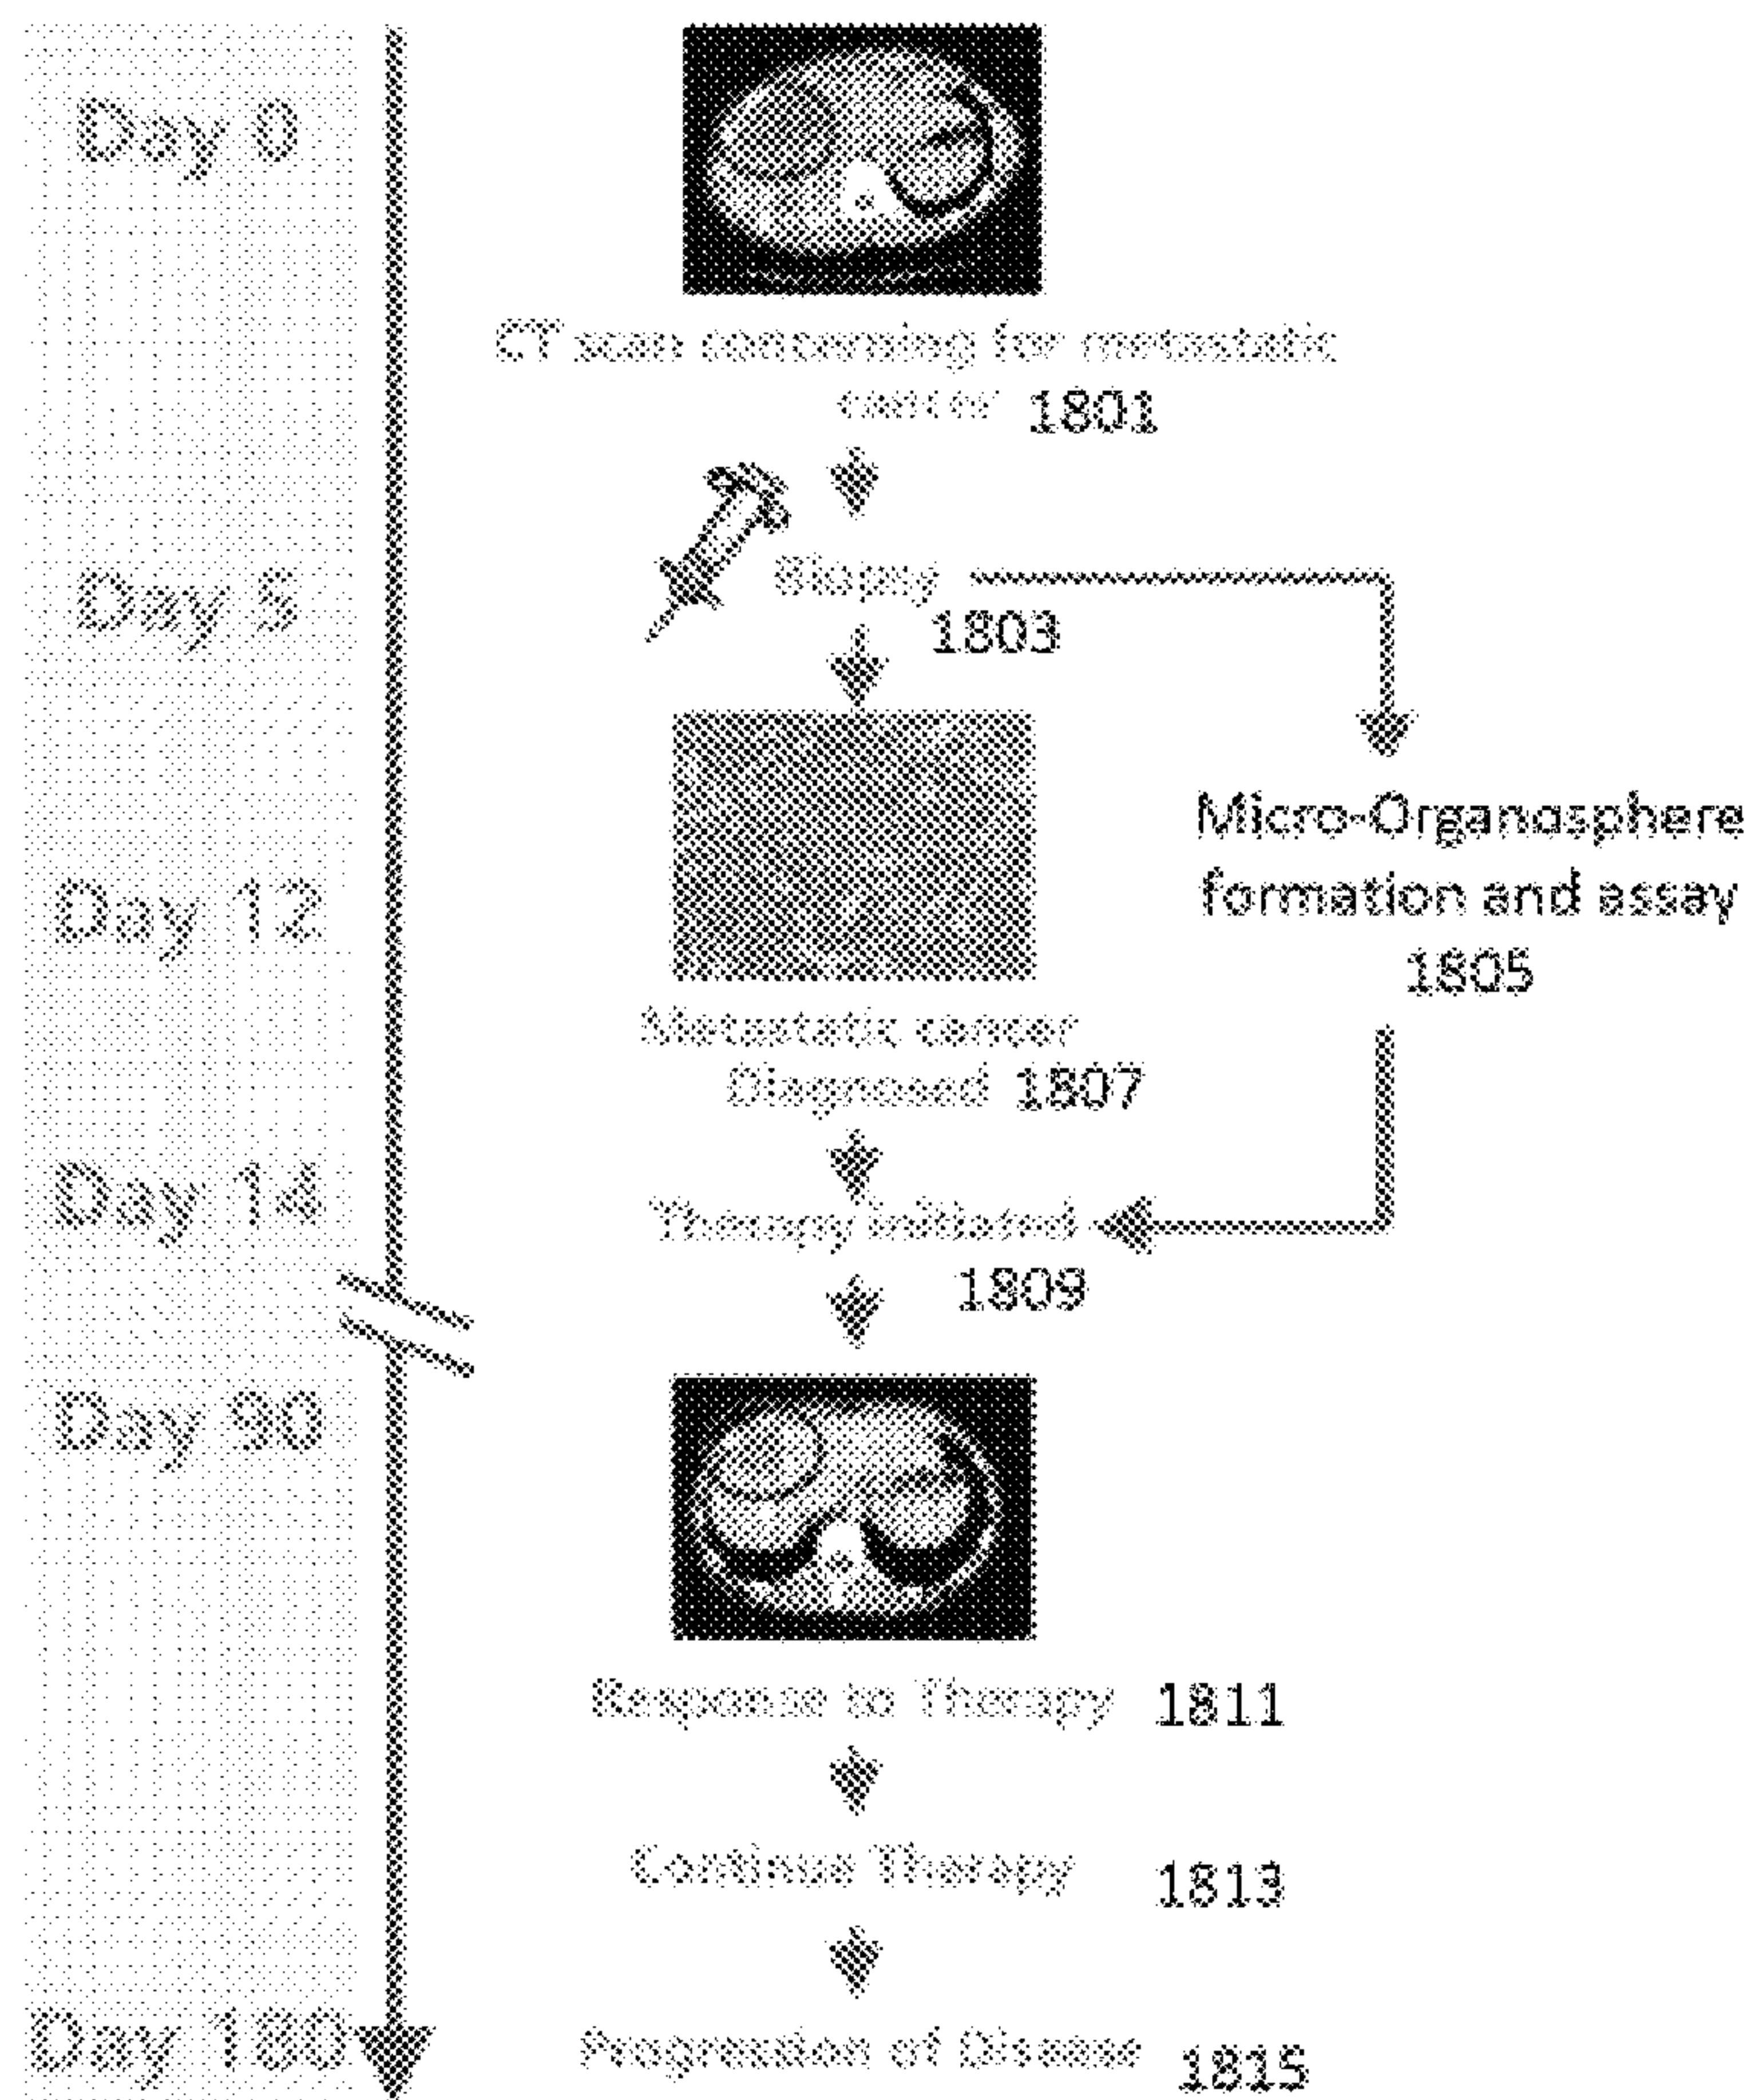 Day 0
CT scan concerning for metastatic
cancer 1801
Day 5
Biopsy
1803
Micro-Organosphere
formation and assay
1805
Day 12
Metastatic cancer
Diagnosed 1807
Day 14
Therapy initiated
1809
Day 90
Response to Therapy 1811
Continue Therapy 1813
Day 180
Progression of Disease 1815